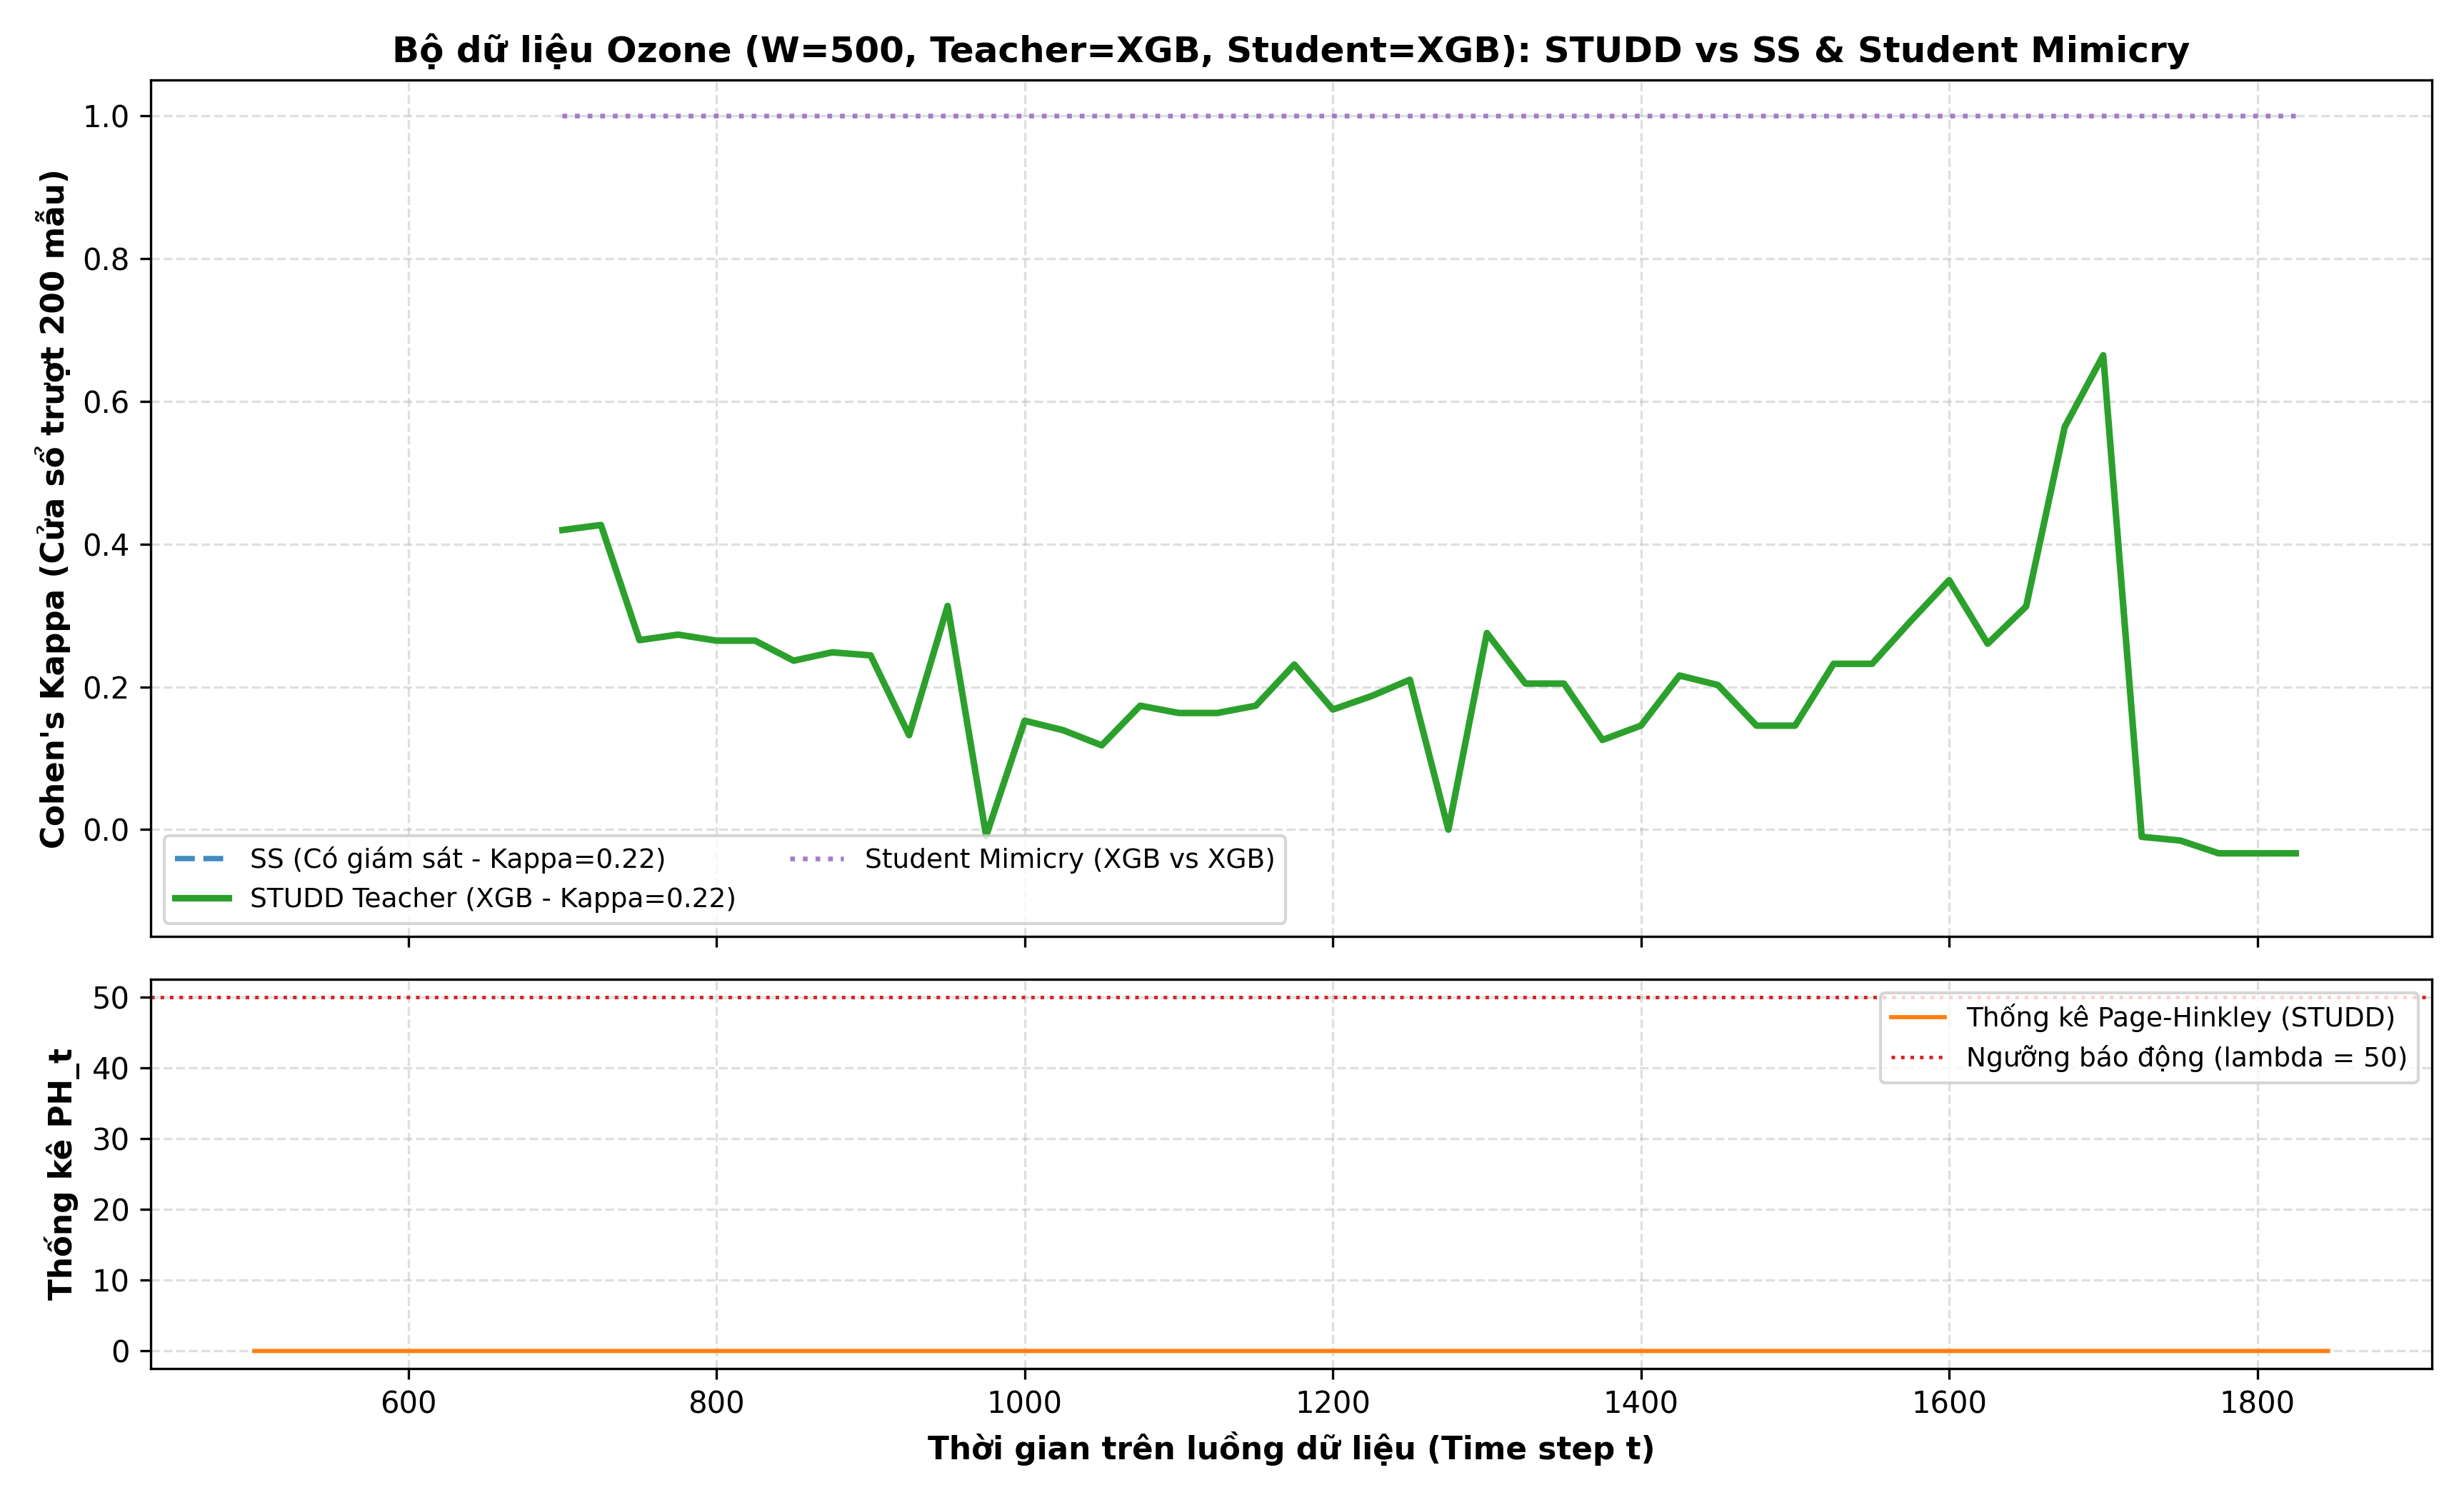 Bộ dữ liệu Ozone (W=500, Teacher=XGB, Student=XGB): STUDD vs SS & Student Mimicry
Cohen's Kappa (Cửa sổ trượt 200 mẫu)
1.0
0.8
0.6
0.4
0.2
0.0
SS (Có giám sát - Kappa=0.22)
STUDD Teacher (XGB - Kappa=0.22)
Student Mimicry (XGB vs XGB)
Thống kê PH_t
50
40
30
20
10
0
Thống kê Page-Hinkley (STUDD)
Ngưỡng báo động (lambda = 50)
600 800 1000 1200 1400 1600 1800
Thời gian trên luồng dữ liệu (Time step t)